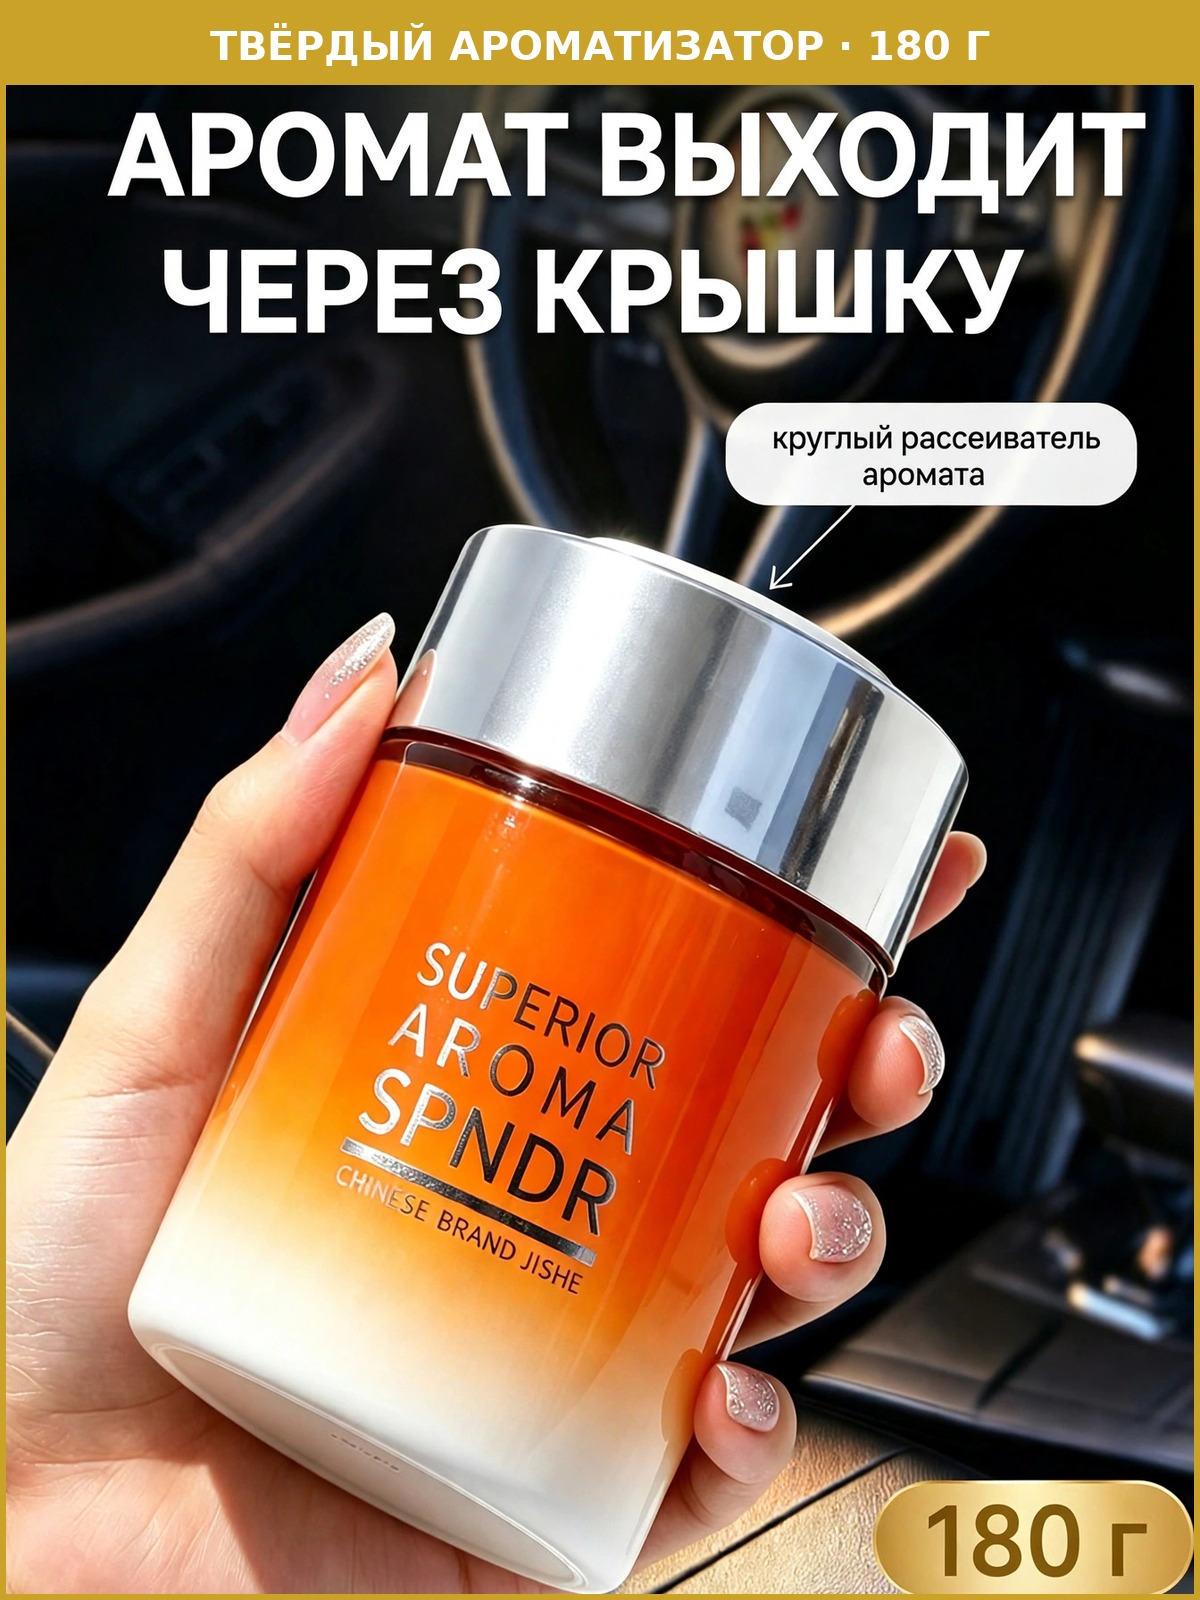 ТВЁРДЫЙ АРОМАТИЗАТОР · 180 Г
АРОМАТ ВЫХОДИТ
ЧЕРЕЗ КРЫШКУ
круглый рассеиватель
аромата
SUPERIOR
AROMA
SPNDR
CHINESE BRAND JISHE
180 г